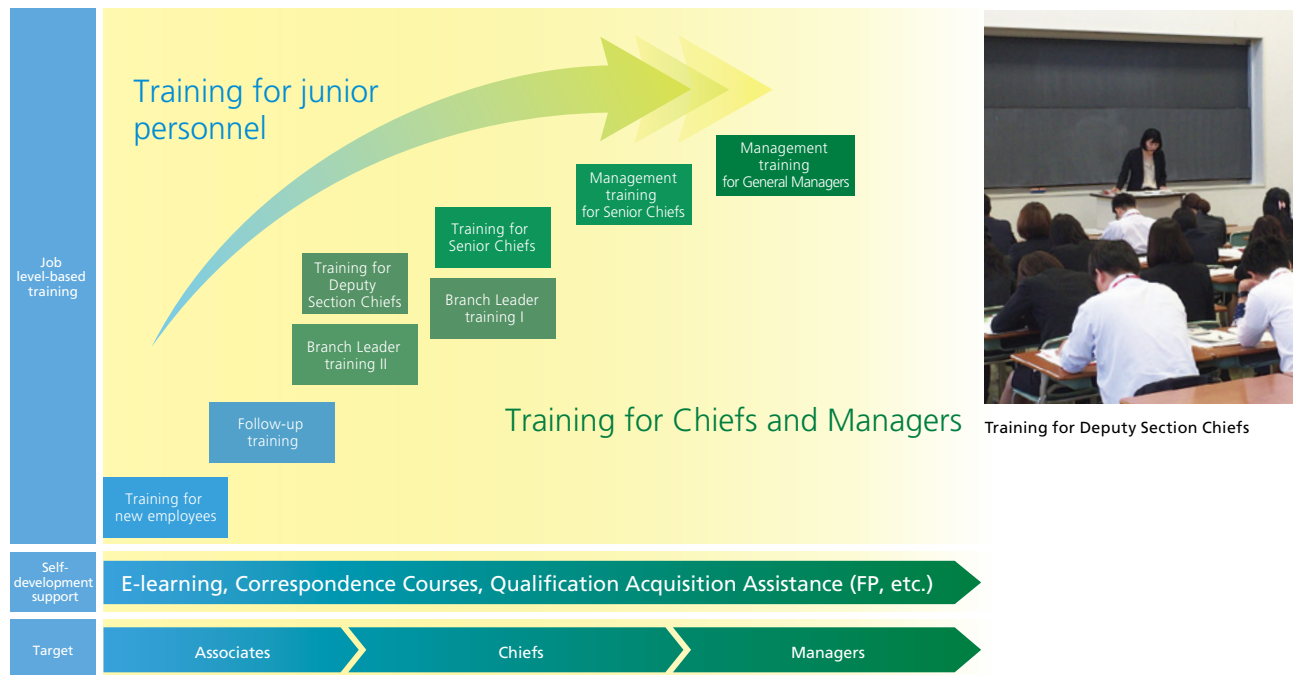 Job
level-based
training
Training for junior
personnel
Management
training
for General Managers
Management
training
for Senior Chiefs
Training for
Senior Chiefs
Training for
Deputy
Section Chiefs
Branch Leader
training I
Branch Leader
training II
Follow-up
training
Training for Chiefs and Managers
Training for
new employees
Training for Deputy Section Chiefs
Self-
development
support
E-learning, Correspondence Courses, Qualification Acquisition Assistance (FP, etc.)
Target
Associates
Chiefs
Managers